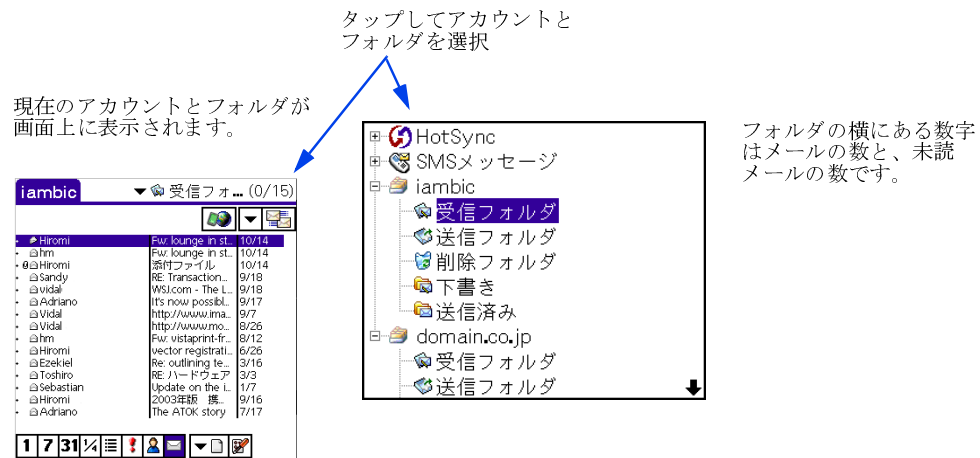 タップしてアカウントと
フォルダを選択
現在のアカウントとフォルダが
画面上に表示されます。
フォルダの横にある数字
はメールの数と、未読
メールの数です。
iambic 受信フォ... (0/15)
Hiromi Fw: lounge in st... 10/14
hm Fw: lounge in st... 10/14
Hiromi 添付ファイル 10/14
Sandy RE: Transaction... 9/18
vidal WSJ.com - The L... 9/18
Adriano It's now possibl... 9/17
Vidal http://www.ima... 9/7
Vidal http://www.mo... 8/26
hm Fw: vistaprint-fr... 8/12
Hiromi vector registrati... 6/26
Ezekiel Re: outlining te... 3/16
Toshiro RE: ハードウェア 3/3
Sebastian Update on the i... 1/7
Hiromi 2003年版 携... 9/16
Adriano The ATOK story 7/17
1 7 31 1/4
HotSync
SMSメッセージ
iambic
受信フォルダ
送信フォルダ
削除フォルダ
下書き
送信済み
domain.co.jp
受信フォルダ
送信フォルダ